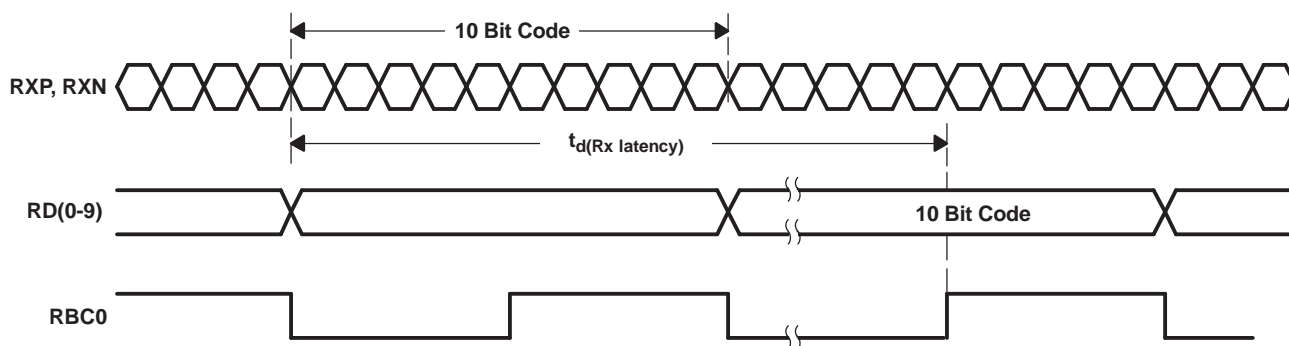 10 Bit Code
RXP, RXN
td(Rx latency)
RD(0-9)
10 Bit Code
RBC0